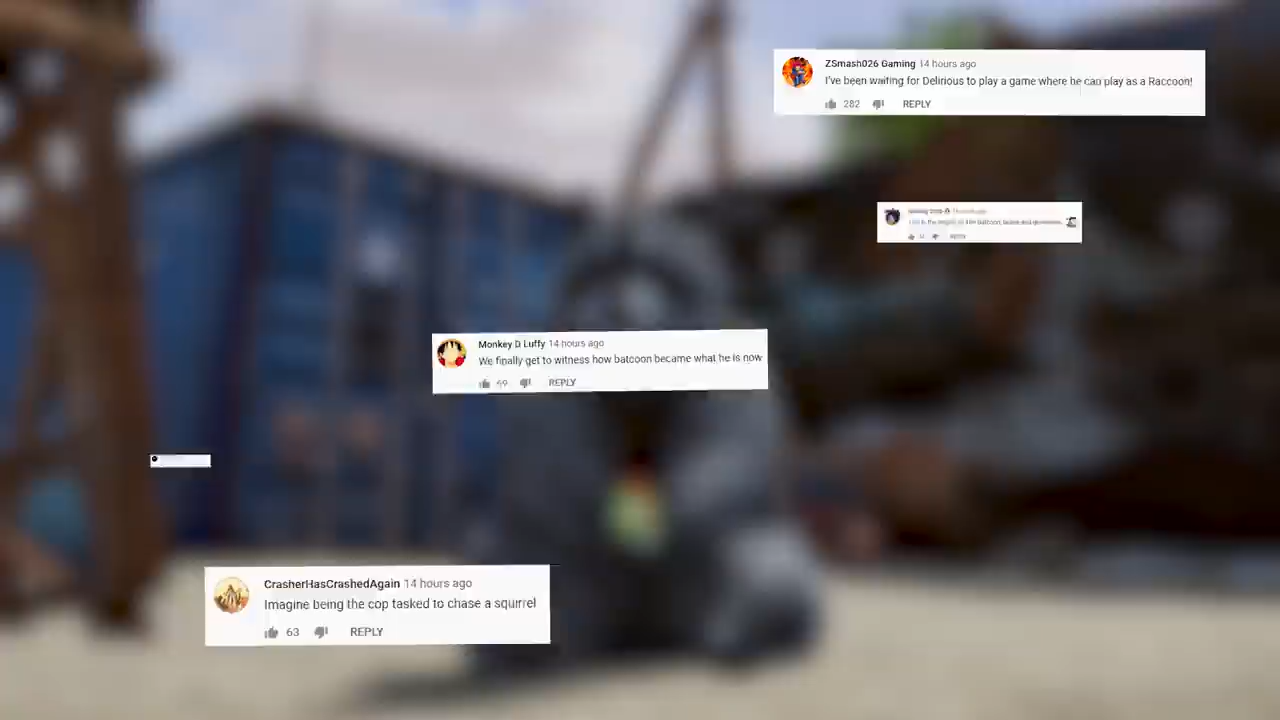 ZSmash026 Gaming 14 hours ago
I've been waiting for Delirious to play a game where he can play as a Raccoon!
282 REPLY
REPLY
Monkey D Luffy 14 hours ago
We finally get to witness how batcoon became what he is now
69 REPLY
CrasherHasCrashedAgain 14 hours ago
Imagine being the cop tasked to chase a squirrel
63 REPLY